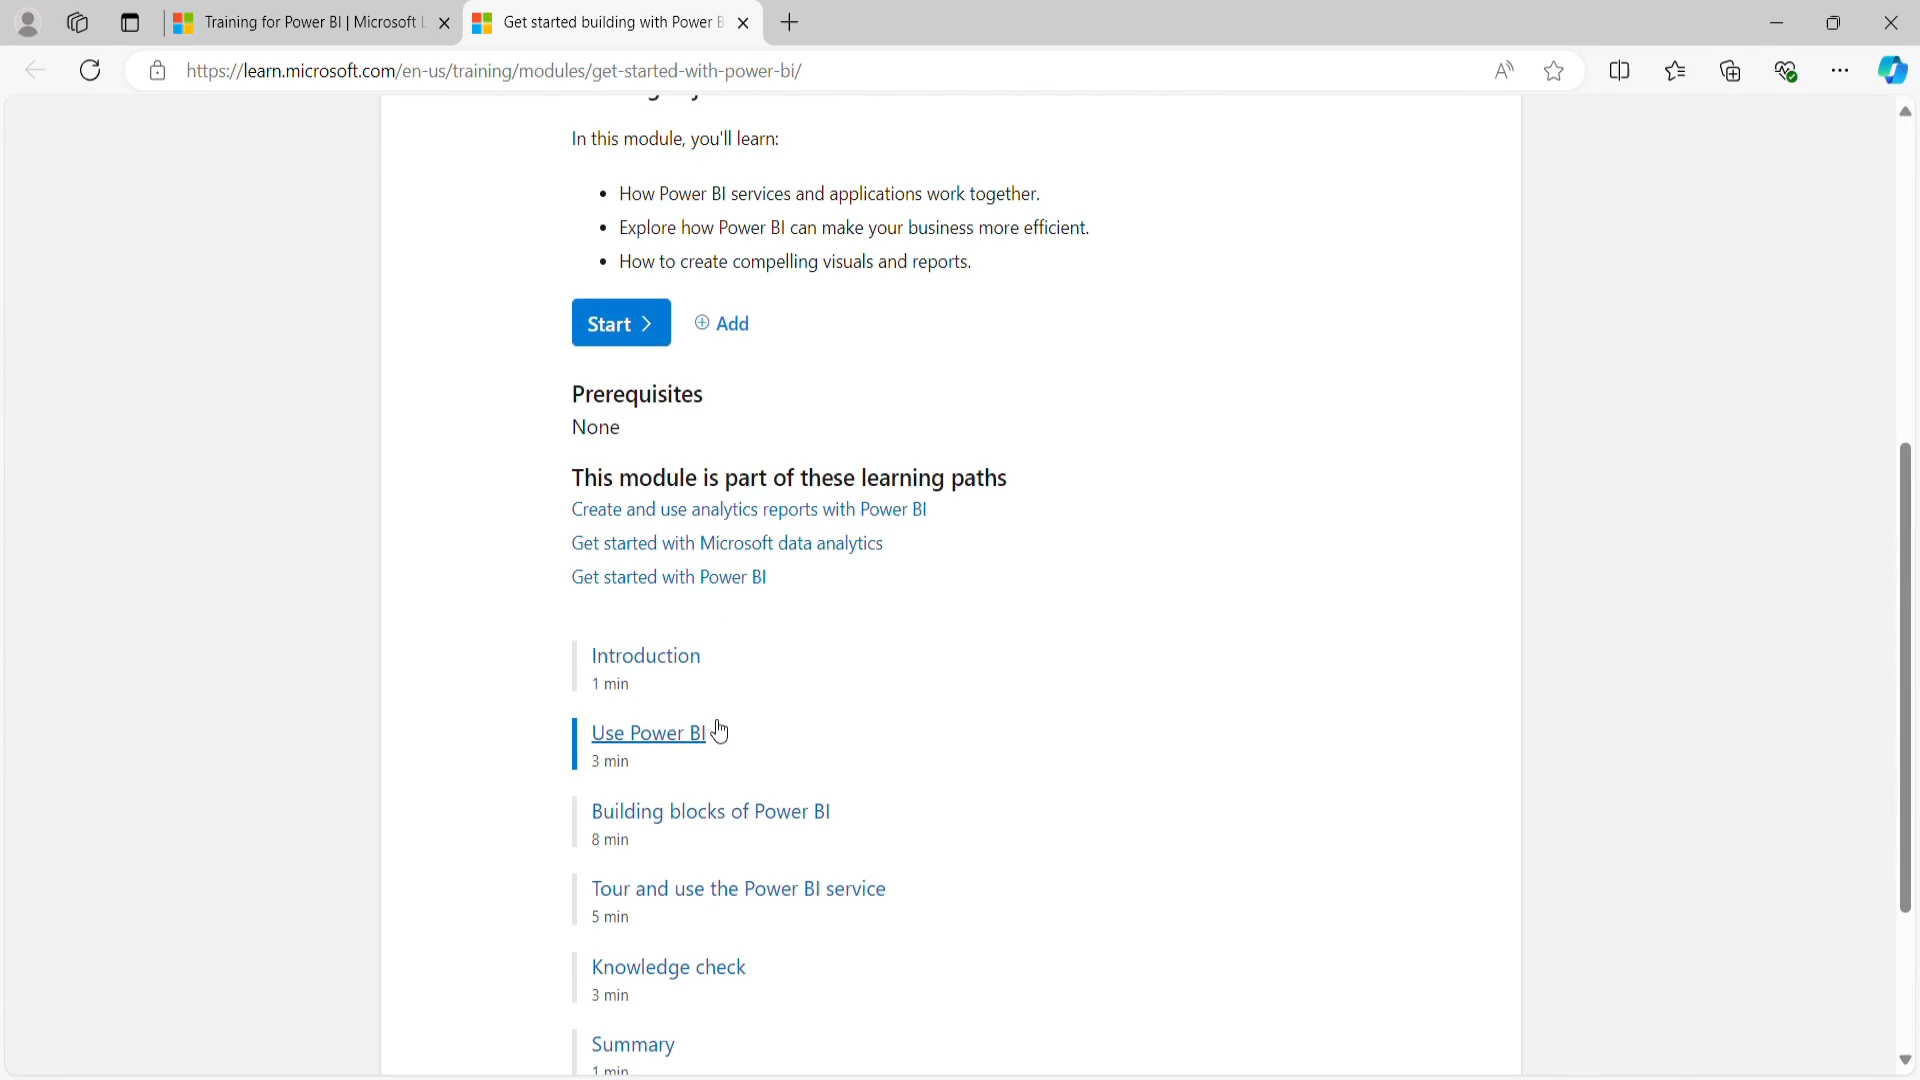 Training for Power BI | Microsoft L
Get started building with Power B
https://learn.microsoft.com/en-us/training/modules/get-started-with-power-bi/
In this module, you'll learn:
How Power BI services and applications work together.
Explore how Power BI can make your business more efficient.
How to create compelling visuals and reports.
Start
Add
Prerequisites
None
This module is part of these learning paths
Create and use analytics reports with Power BI
Get started with Microsoft data analytics
Get started with Power BI
Introduction
1 min
Use Power BI
3 min
Building blocks of Power BI
8 min
Tour and use the Power BI service
5 min
Knowledge check
3 min
Summary
1 min